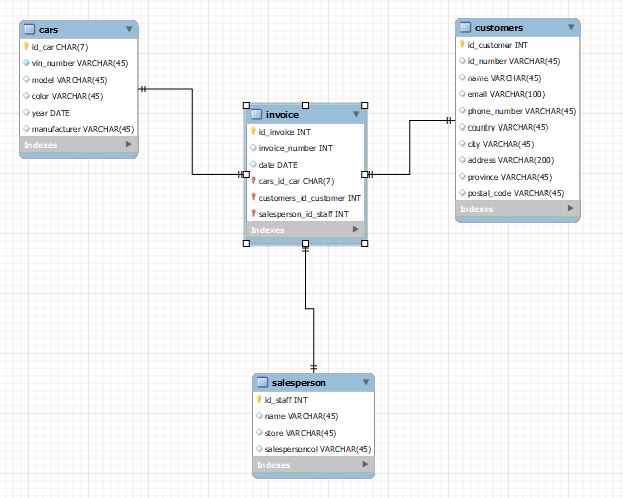 cars
id_car CHAR(7)
vin_number VARCHAR(45)
model VARCHAR(45)
color VARCHAR(45)
year DATE
manufacturer VARCHAR(45)
Indexes
customers
id_customer INT
id_number VARCHAR(45)
name VARCHAR(45)
email VARCHAR(100)
phone_number VARCHAR(45)
country VARCHAR(45)
city VARCHAR(45)
address VARCHAR(200)
province VARCHAR(45)
postal_code VARCHAR(45)
Indexes
invoice
id_invoice INT
invoice_number INT
date DATE
cars_id_car CHAR(7)
customers_id_customer INT
salesperson_id_staff INT
Indexes
salesperson
id_staff INT
name VARCHAR(45)
store VARCHAR(45)
salespersoncol VARCHAR(45)
Indexes